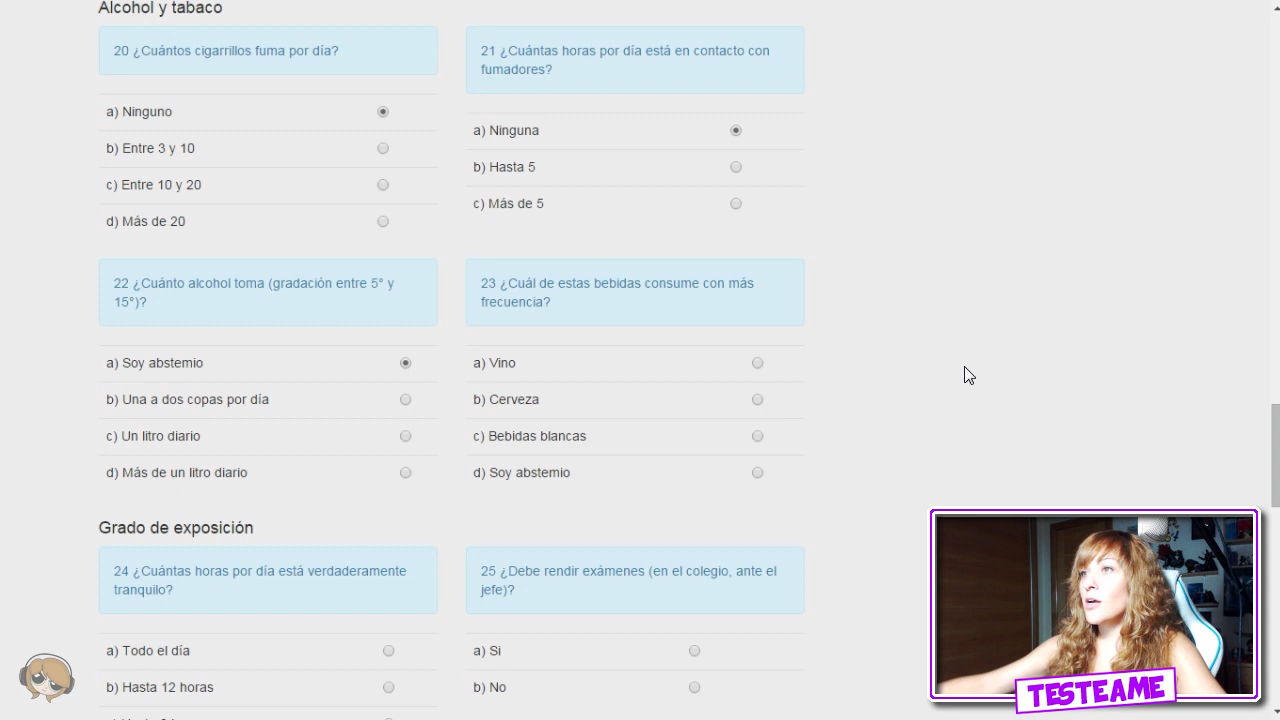 Alcohol y tabaco
20 ¿Cuántos cigarrillos fuma por día?
a) Ninguno
b) Entre 3 y 10
c) Entre 10 y 20
d) Más de 20
21 ¿Cuántas horas por día está en contacto con
fumadores?
a) Ninguna
b) Hasta 5
c) Más de 5
22 ¿Cuánto alcohol toma (gradación entre 5° y
15°)?
a) Soy abstemio
b) Una a dos copas por día
c) Un litro diario
d) Más de un litro diario
23 ¿Cuál de estas bebidas consume con más
frecuencia?
a) Vino
b) Cerveza
c) Bebidas blancas
d) Soy abstemio
Grado de exposición
24 ¿Cuántas horas por día está verdaderamente
tranquilo?
a) Todo el día
b) Hasta 12 horas
25 ¿Debe rendir exámenes (en el colegio, ante el
jefe)?
a) Si
b) No
TESTEAME